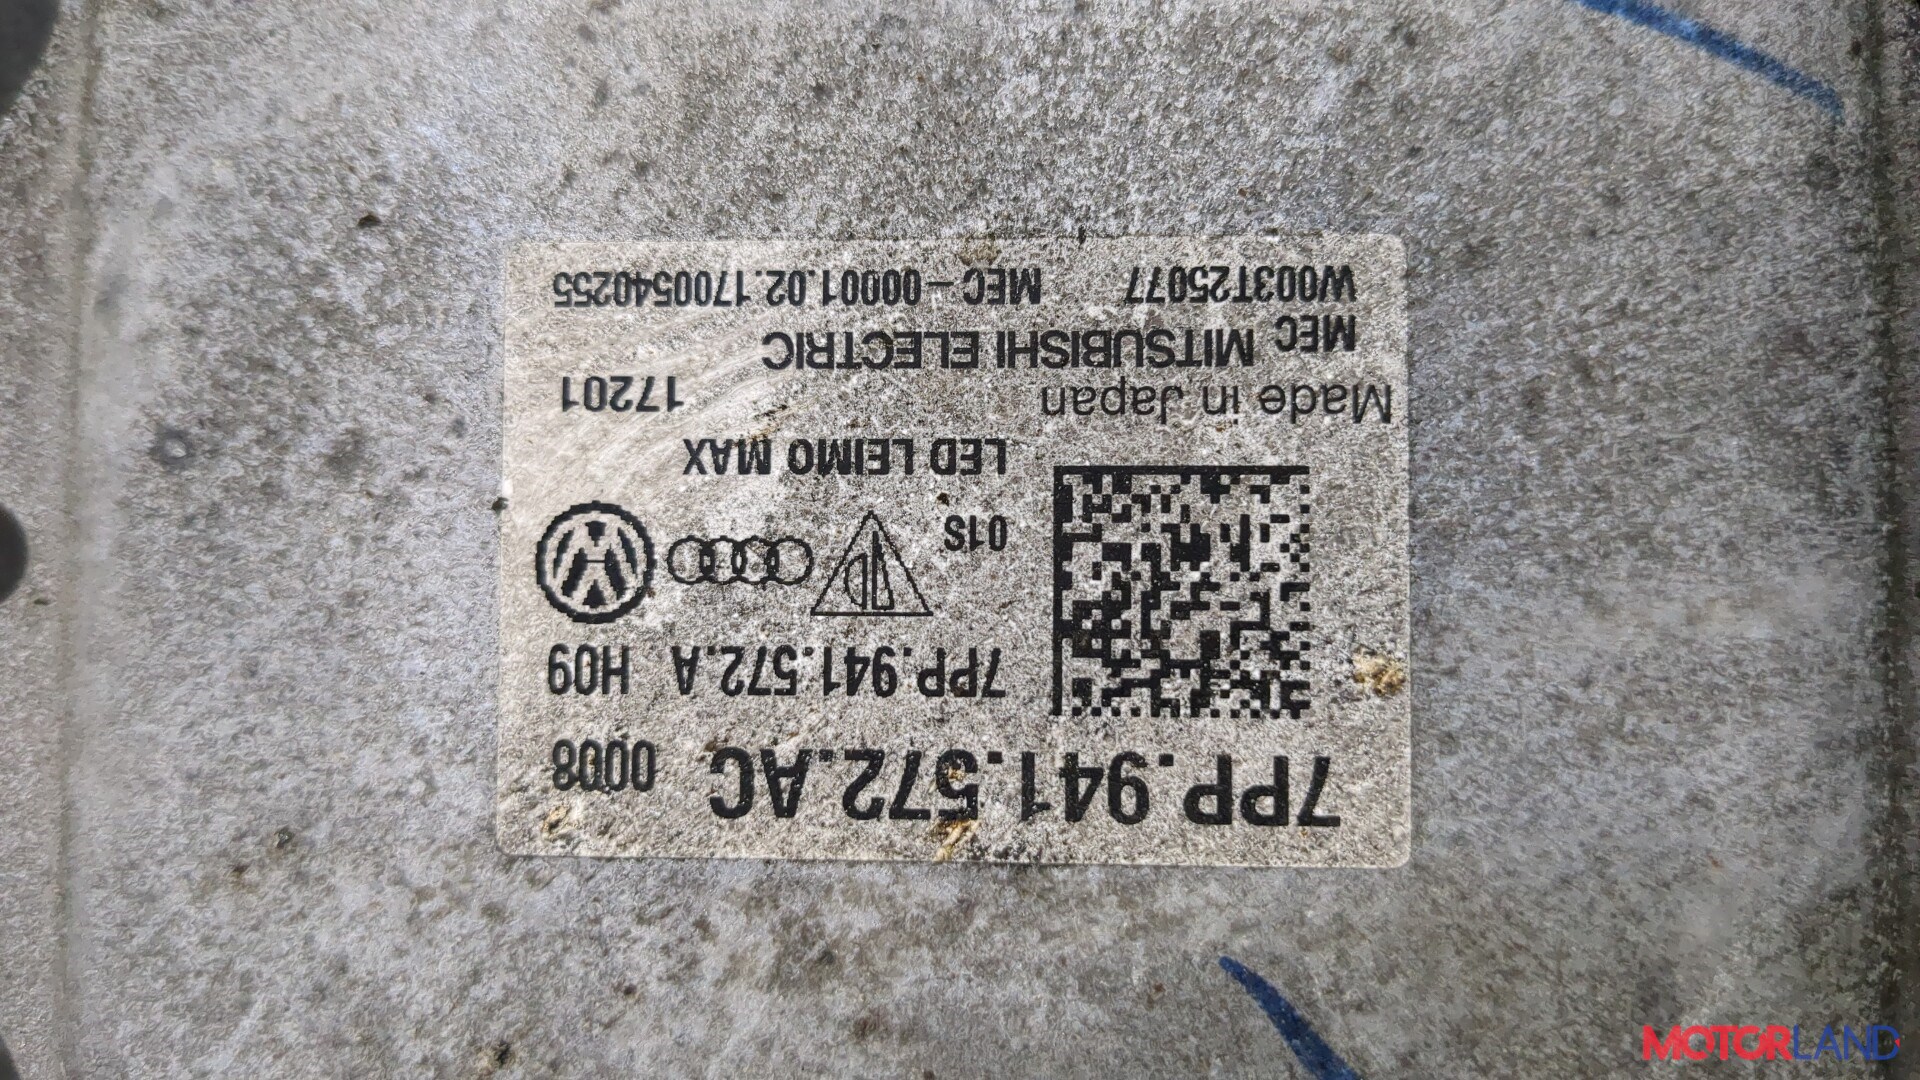 7PP.941.572.AC 0008
7PP.941.572.A H09
01S
LED LEIMO MAX
Made in Japan 17201
MEC MITSUBISHI ELECTRIC
W003T25077 MEC-00001.02.1700540255
MOTORLAND